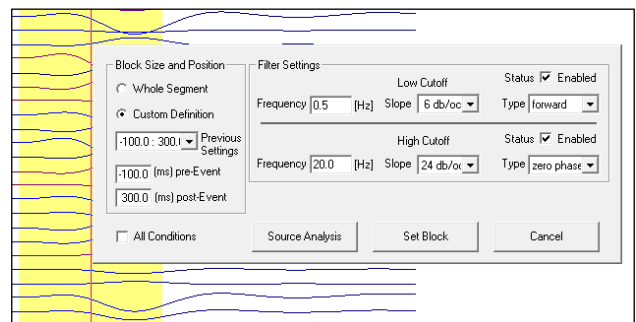 Block Size and Position
Whole Segment
Custom Definition
-100.0 : 300.( Previous Settings
-100.0 (ms) pre-Event
300.0 (ms) post-Event
All Conditions
Filter Settings
Low Cutoff Status Enabled
Frequency 0.5 [Hz] Slope 6 db/oc Type forward
High Cutoff Status Enabled
Frequency 20.0 [Hz] Slope 24 db/oc Type zero phase
Source Analysis Set Block Cancel